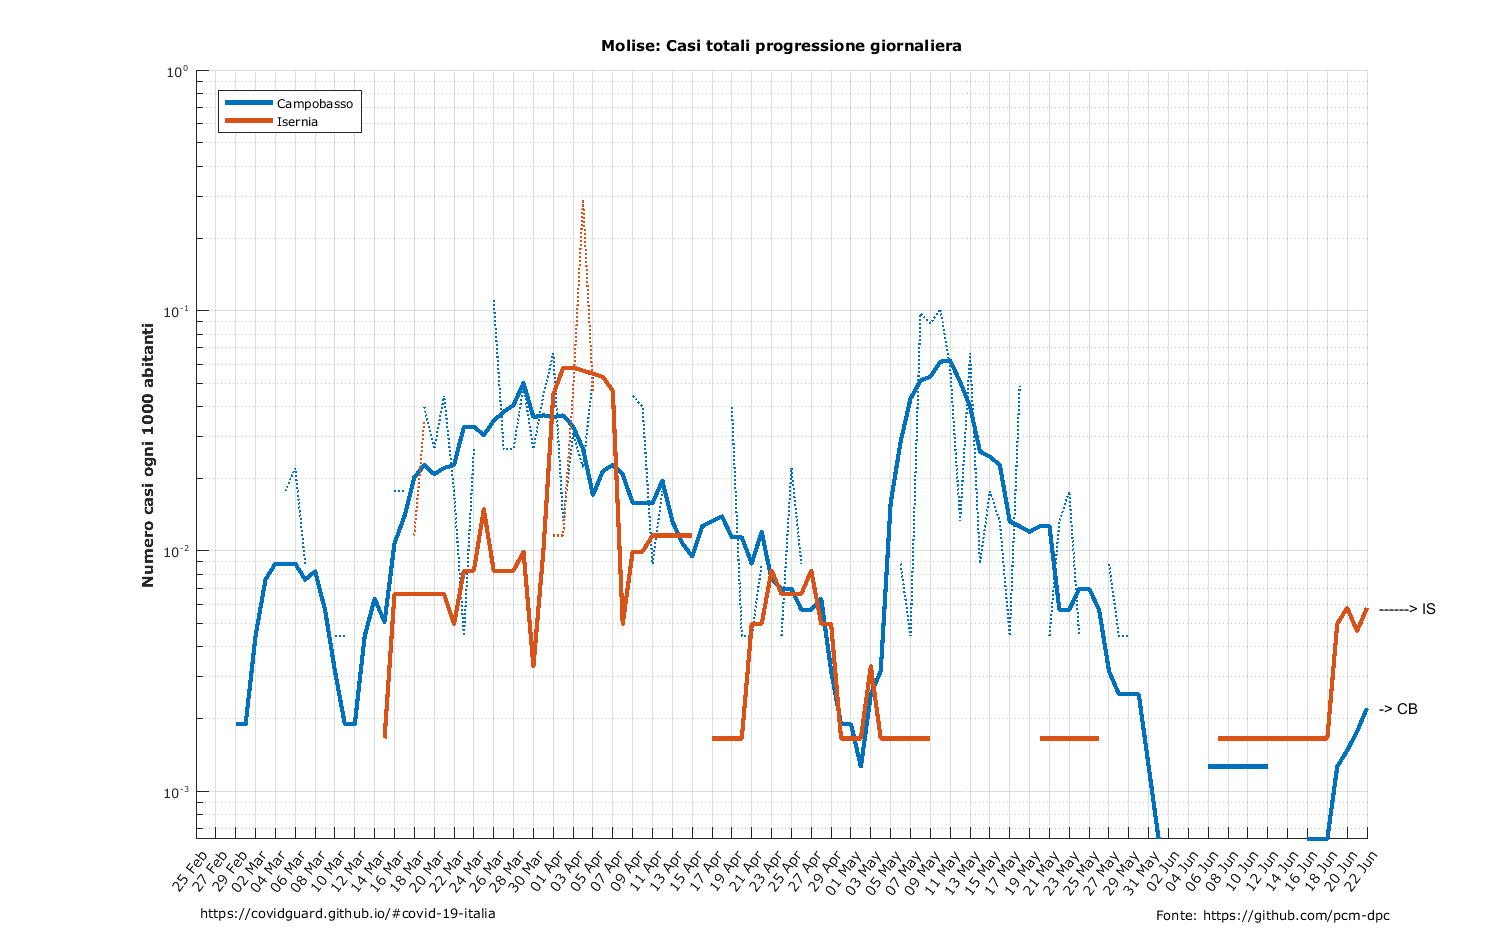 Molise: Casi totali progressione giornaliera
10^0
Campobasso
Isernia
10^-1
Numero casi ogni 1000 abitanti
10^-2
------> IS
-> CB
10^-3
25 Feb
27 Feb
29 Feb
02 Mar
04 Mar
06 Mar
08 Mar
10 Mar
12 Mar
14 Mar
16 Mar
18 Mar
20 Mar
22 Mar
24 Mar
26 Mar
28 Mar
30 Mar
01 Apr
03 Apr
05 Apr
07 Apr
09 Apr
11 Apr
13 Apr
15 Apr
17 Apr
19 Apr
21 Apr
23 Apr
25 Apr
27 Apr
29 Apr
01 May
03 May
05 May
07 May
09 May
11 May
13 May
15 May
17 May
19 May
21 May
23 May
25 May
27 May
29 May
31 May
02 Jun
04 Jun
06 Jun
08 Jun
10 Jun
12 Jun
14 Jun
16 Jun
18 Jun
20 Jun
22 Jun
https://covidguard.github.io/#covid-19-italia
Fonte: https://github.com/pcm-dpc